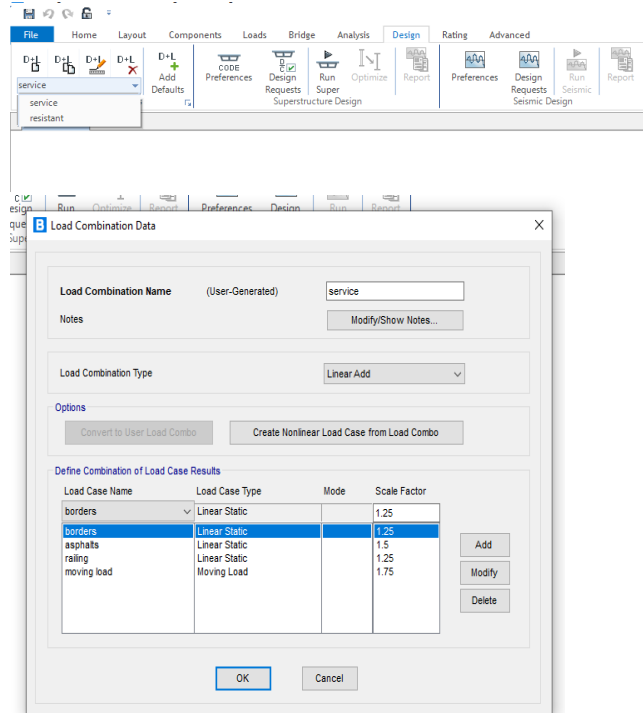 File Home Layout Components Loads Bridge Analysis Design Rating Advanced
D+L D+L D+L D+L D+L
CODE
Add Defaults Preferences Design Requests Run Super Optimize Report Preferences Design Requests Run Seismic Report
service
Superstructure Design Seismic Design
service
resistant
esign Run Optimize Report Preferences Design Run Report
que
Supe
B Load Combination Data X
Load Combination Name (User-Generated) service
Notes Modify/Show Notes...
Load Combination Type Linear Add
Options
Convert to User Load Combo Create Nonlinear Load Case from Load Combo
Define Combination of Load Case Results
Load Case Name Load Case Type Mode Scale Factor
borders Linear Static 1.25
borders Linear Static 1.25
asphalts Linear Static 1.5
railing Linear Static 1.25
moving load Moving Load 1.75
Add
Modify
Delete
OK Cancel